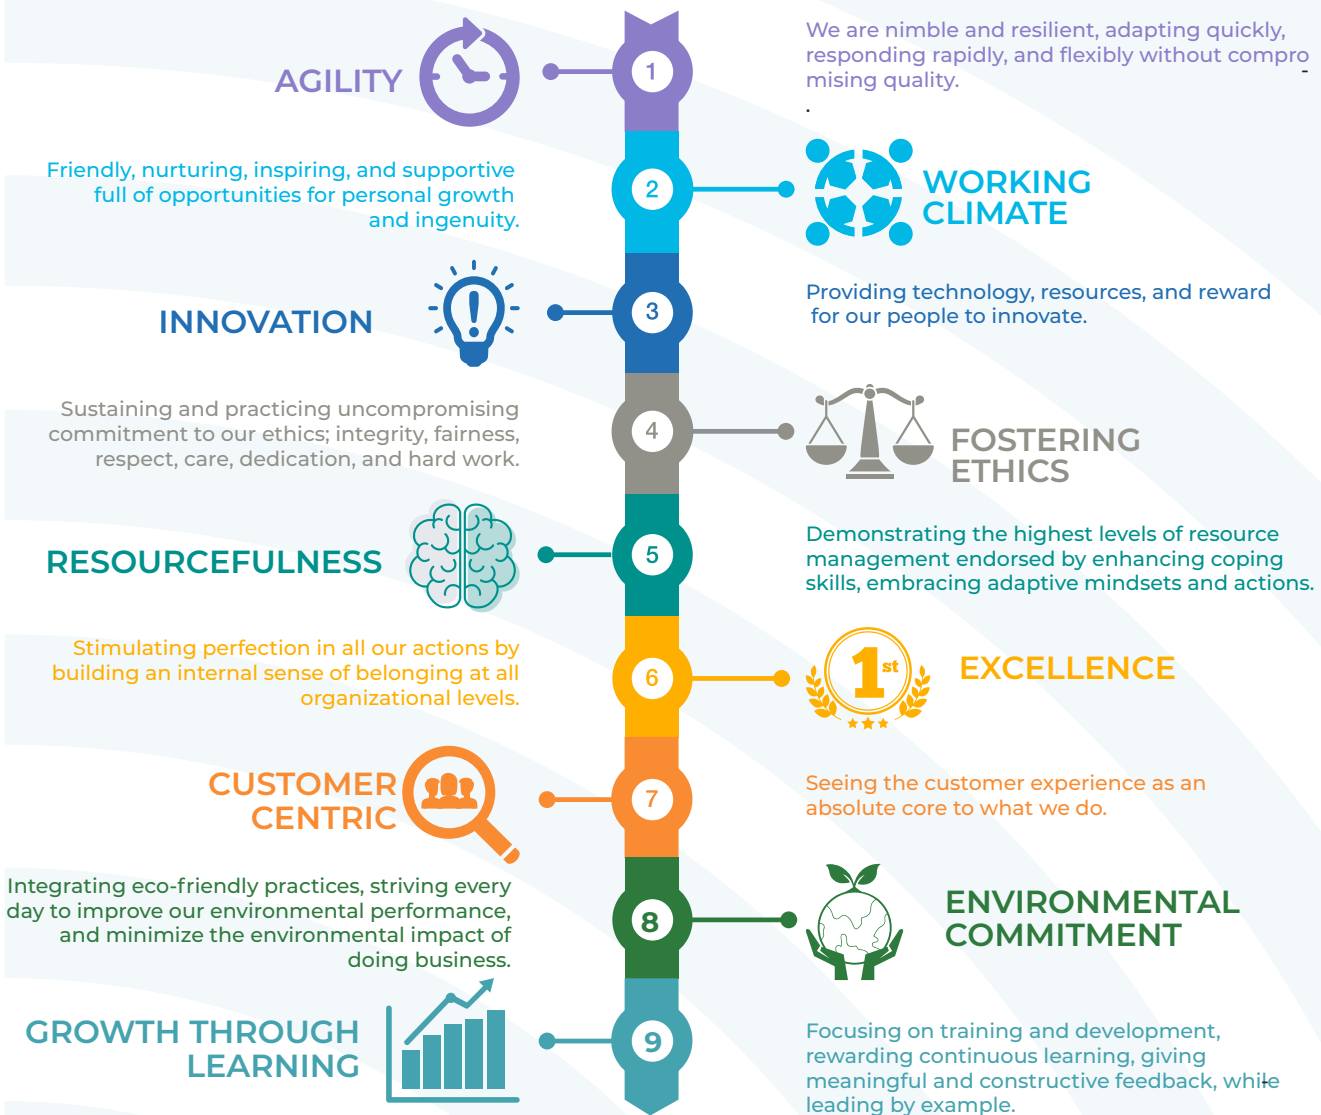 AGILITY
1
We are nimble and resilient, adapting quickly,
responding rapidly, and flexibly without compro
-
mising quality.
.
Friendly, nurturing, inspiring, and supportive
full of opportunities for personal growth
and ingenuity.
2
WORKING
CLIMATE
INNOVATION
3
Providing technology, resources, and reward
for our people to innovate.
Sustaining and practicing uncompromising
commitment to our ethics; integrity, fairness,
respect, care, dedication, and hard work.
4
FOSTERING
ETHICS
RESOURCEFULNESS
5
Demonstrating the highest levels of resource
management endorsed by enhancing coping
skills, embracing adaptive mindsets and actions.
Stimulating perfection in all our actions by
building an internal sense of belonging at all
organizational levels.
6
1st
EXCELLENCE
CUSTOMER
CENTRIC
7
Seeing the customer experience as an
absolute core to what we do.
Integrating eco-friendly practices, striving every
day to improve our environmental performance,
and minimize the environmental impact of
doing business.
8
ENVIRONMENTAL
COMMITMENT
GROWTH THROUGH
LEARNING
9
Focusing on training and development,
rewarding continuous learning, giving
meaningful and constructive feedback, while
-
leading by example.